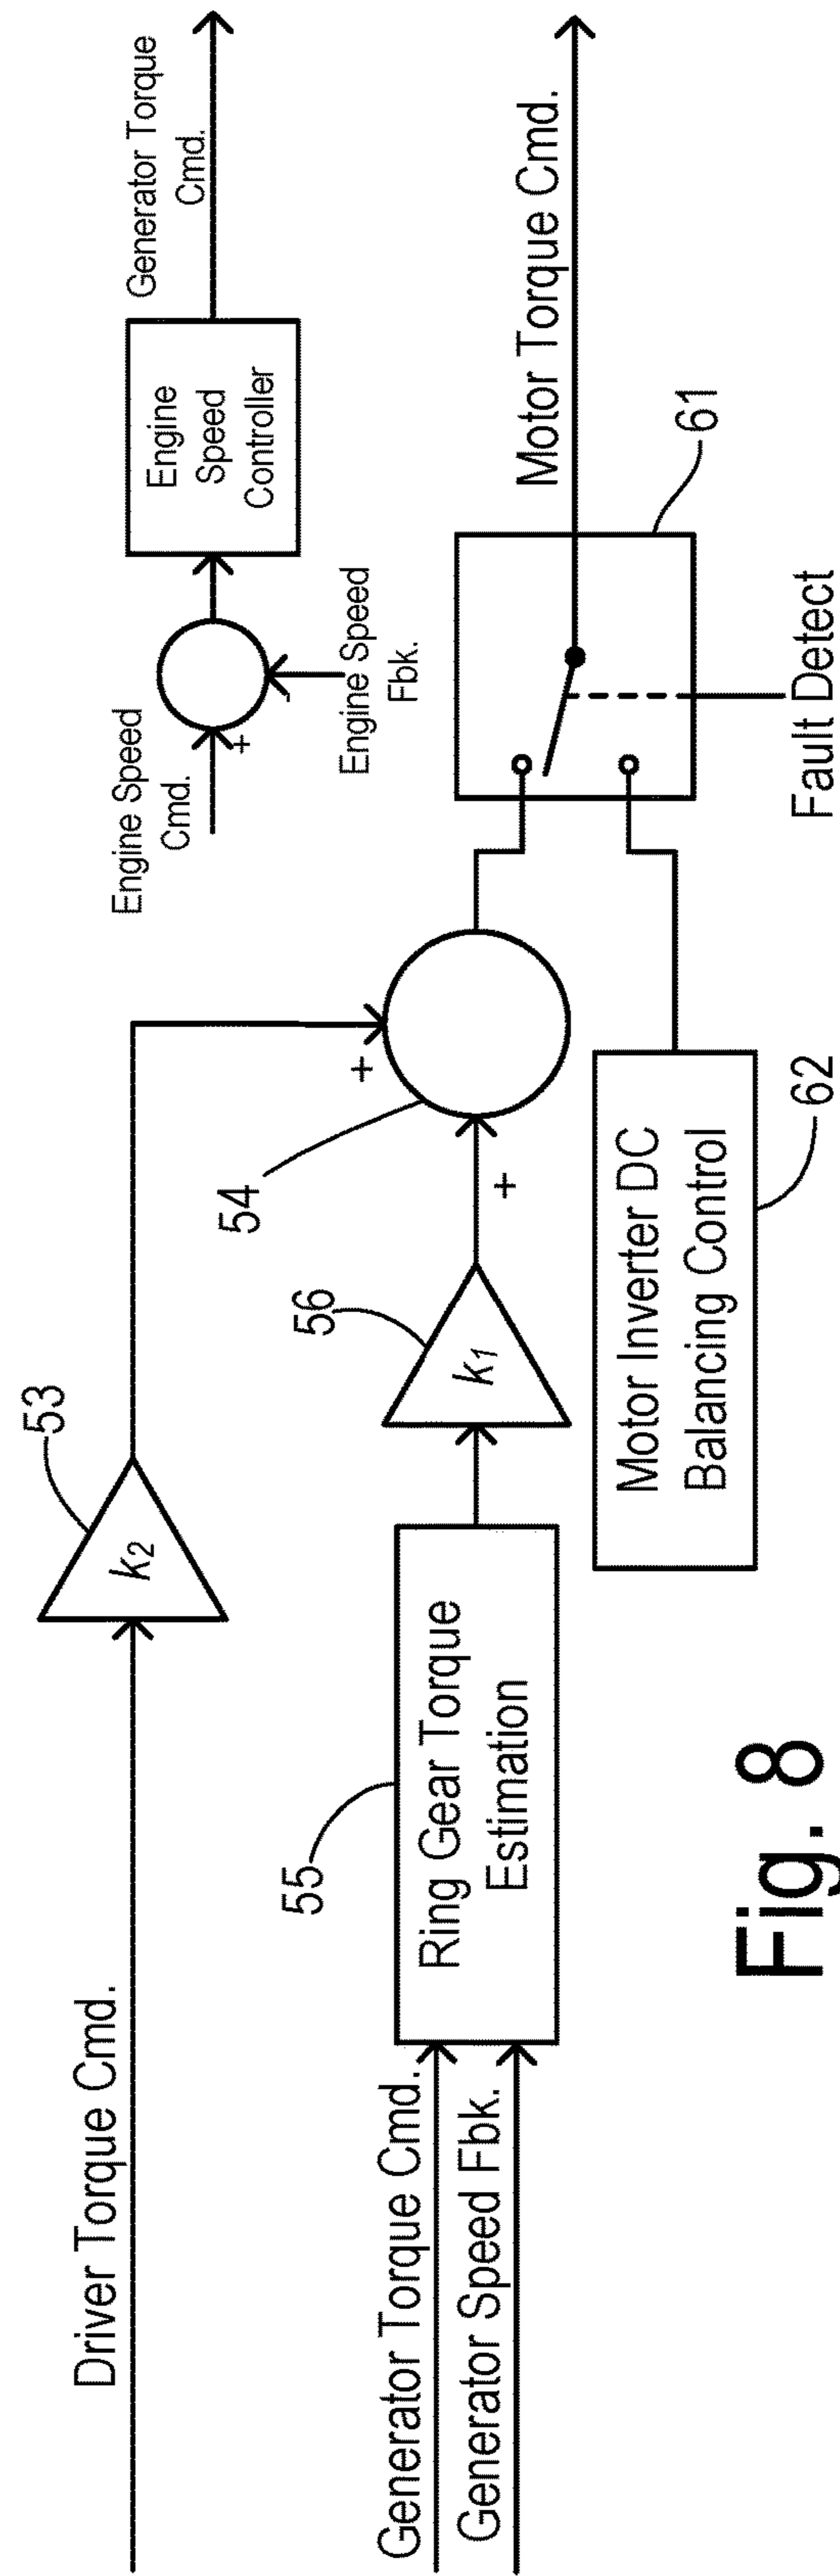 Driver Torque Cmd.
53
k2
Generator Torque Cmd.
Generator Speed Fbk.
55
Ring Gear Torque
Estimation
56
k1
+
+
54
Motor Inverter DC
Balancing Control
62
Engine Speed
Cmd.
+
-
Engine Speed
Fbk.
Engine
Speed
Controller
Generator Torque
Cmd.
Motor Torque Cmd.
61
Fault Detect
Fig. 8